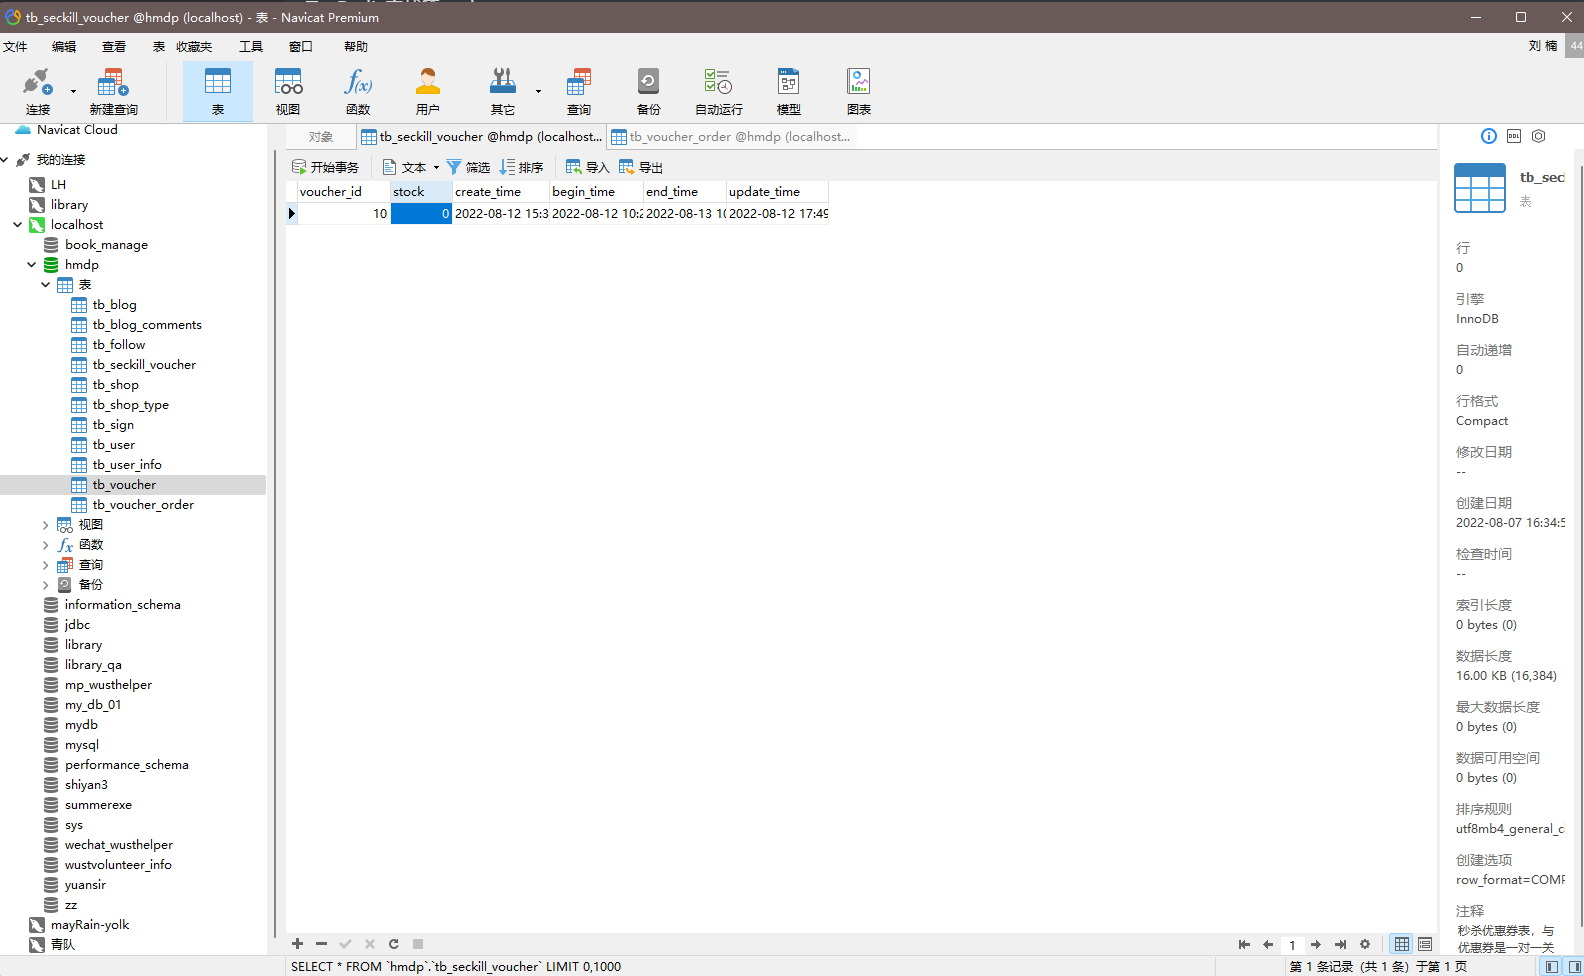 tb_seckill_voucher @hmdp (localhost) - 表 - Navicat Premium
文件 编辑 查看 表 收藏夹 工具 窗口 帮助 刘 楠 44
连接 新建查询 表 视图 函数 用户 其它 查询 备份 自动运行 模型 图表
Navicat Cloud
我的连接
LH
library
localhost
book_manage
hmdp
表
tb_blog
tb_blog_comments
tb_follow
tb_seckill_voucher
tb_shop
tb_shop_type
tb_sign
tb_user
tb_user_info
tb_voucher
tb_voucher_order
视图
函数
查询
备份
information_schema
jdbc
library
library_qa
mp_wusthelper
my_db_01
mydb
mysql
performance_schema
shiyan3
summerexe
sys
wechat_wusthelper
wustvolunteer_info
yuansir
zz
mayRain-yolk
青队
对象 tb_seckill_voucher @hmdp (localhost... tb_voucher_order @hmdp (localhost...
开始事务 文本 筛选 排序 导入 导出
voucher_id stock create_time begin_time end_time update_time
10 0 2022-08-12 15:3 2022-08-12 10:2 2022-08-13 10 2022-08-12 17:49
1
SELECT * FROM `hmdp`.`tb_seckill_voucher` LIMIT 0,1000
第 1 条记录 (共 1 条) 于第 1 页
DDL
tb_sec
表
行
0
引擎
InnoDB
自动递增
0
行格式
Compact
修改日期
--
创建日期
2022-08-07 16:34:5
检查时间
--
索引长度
0 bytes (0)
数据长度
16.00 KB (16,384)
最大数据长度
0 bytes (0)
数据可用空间
0 bytes (0)
排序规则
utf8mb4_general_c
创建选项
row_format=COMP
注释
秒杀优惠券表，与
优惠券是一对一关